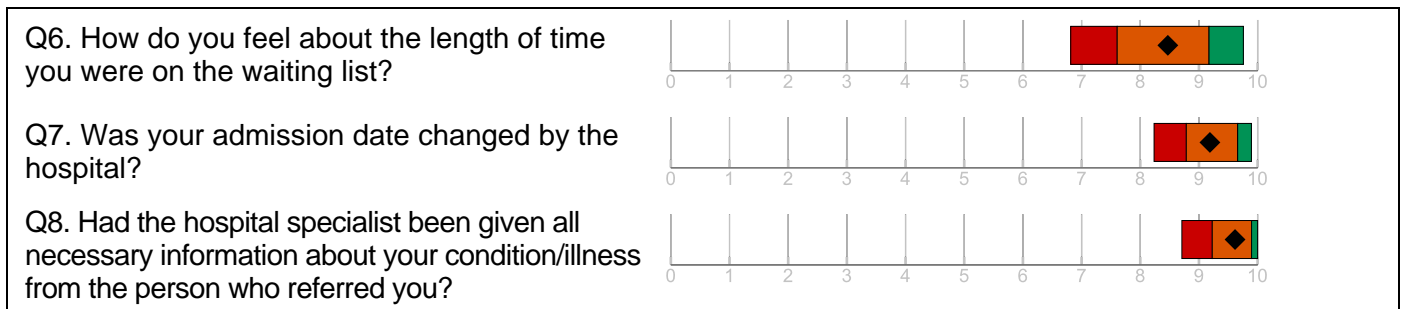 Q6. How do you feel about the length of time
you were on the waiting list?
0 1 2 3 4 5 6 7 8 9 10
Q7. Was your admission date changed by the
hospital?
0 1 2 3 4 5 6 7 8 9 10
Q8. Had the hospital specialist been given all
necessary information about your condition/illness
from the person who referred you?
0 1 2 3 4 5 6 7 8 9 10